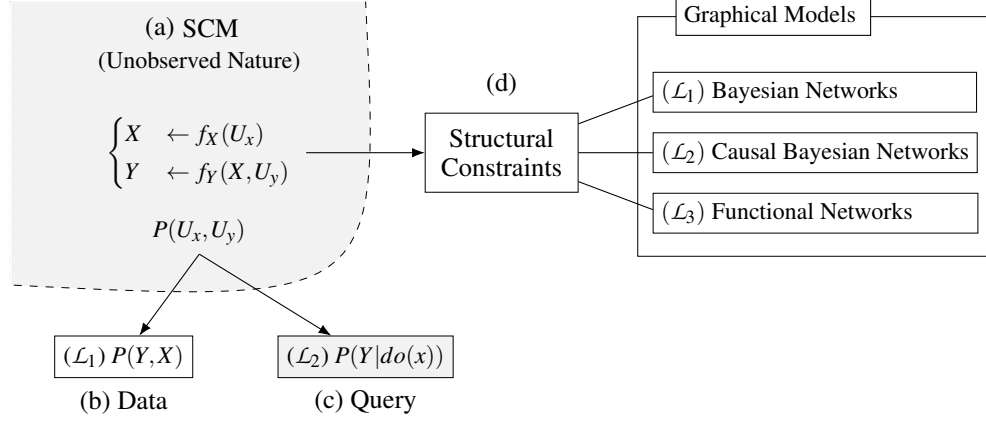 (a) SCM
(Unobserved Nature)
X ← f_X(U_x)
Y ← f_Y(X, U_y)
P(U_x, U_y)
(ℒ₁) P(Y, X)
(b) Data
(ℒ₂) P(Y|do(x))
(c) Query
(d)
Structural
Constraints
Graphical Models
(ℒ₁) Bayesian Networks
(ℒ₂) Causal Bayesian Networks
(ℒ₃) Functional Networks